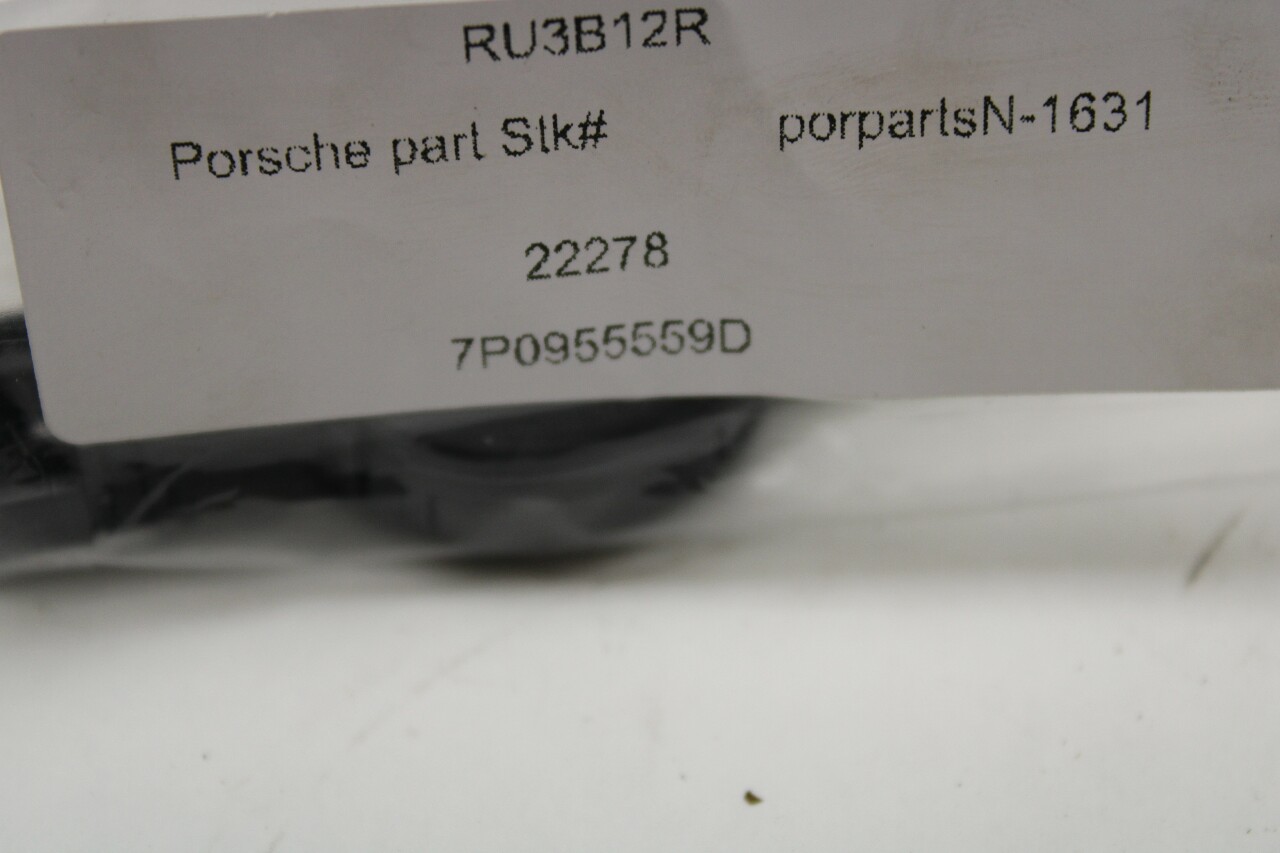 RU3B12R
Porsche part Stk# porpartsN-1631
22278
7P0955559D